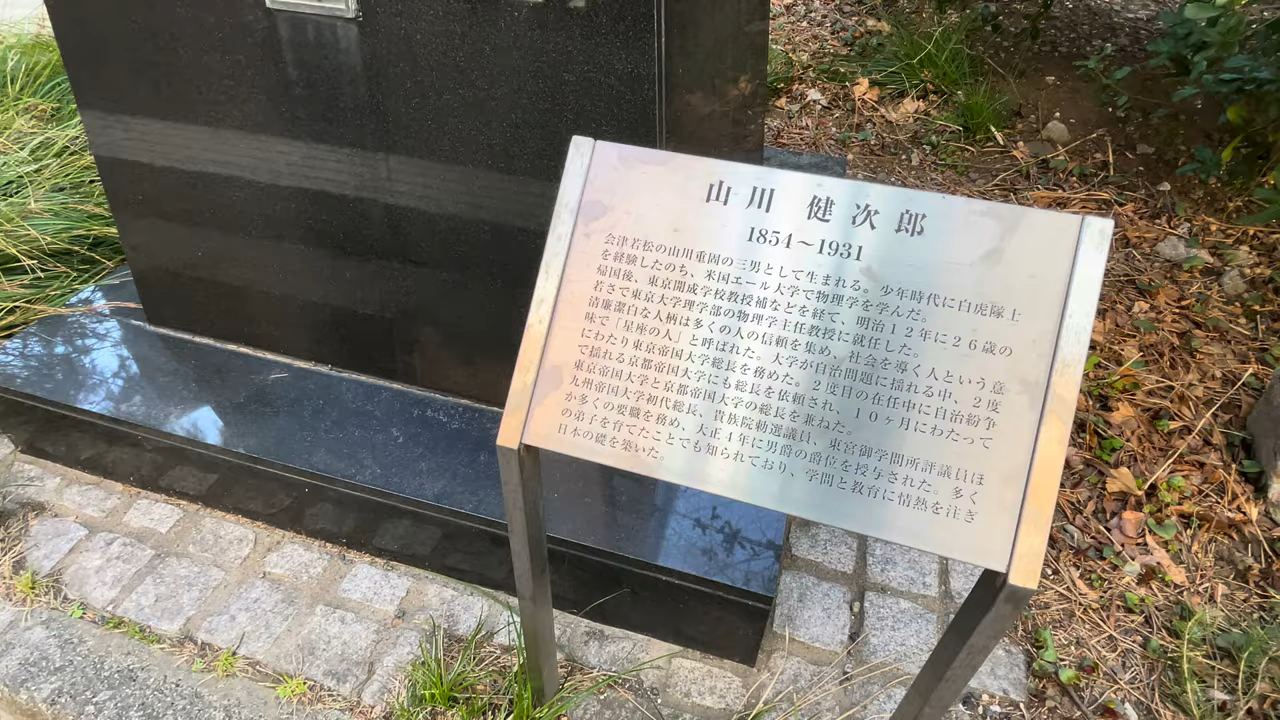 山川 健次郎
1854～1931
会津若松の山川重固の三男として生まれる。少年時代に白虎隊士
を経験したのち、米国エール大学で物理学を学んだ。
帰国後、東京開成学校教授補などを経て、明治12年に26歳の
若さで東京大学理学部の物理学主任教授に就任した。
清廉潔白な人柄は多くの人の信頼を集め、社会を導く人という意
味で「星座の人」と呼ばれた。大学が自治問題に揺れる中、2度
にわたり東京帝国大学総長を務めた。2度目の在任中に自治紛争
で揺れる京都帝国大学にも総長を依頼され、10ヶ月にわたって
東京帝国大学と京都帝国大学の総長を兼ねた。
九州帝国大学初代総長、貴族院勅選議員、東宮御学問所評議員ほ
か多くの要職を務め、大正4年に男爵の爵位を授与された。多く
の弟子を育てたことでも知られており、学問と教育に情熱を注ぎ
日本の礎を築いた。